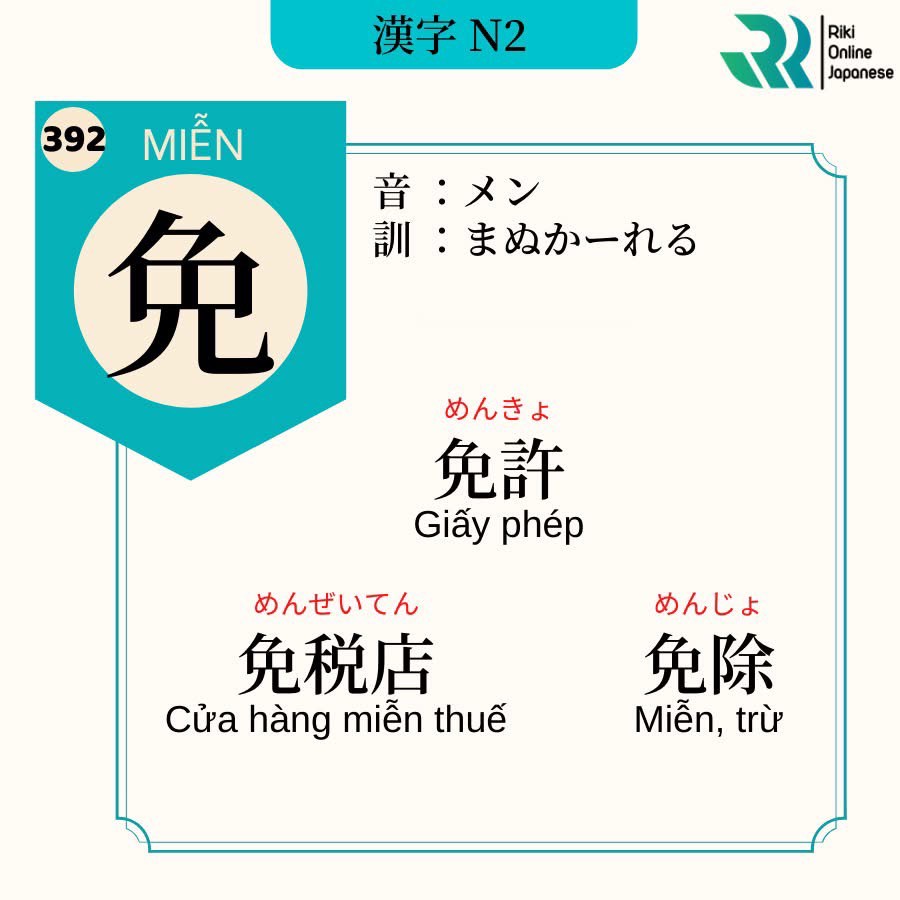 漢字 N2
Riki
Online
Japanese
392
MIỄN
免
音 ：メン
訓 ：まぬかーれる
めんきょ
免許
Giấy phép
めんぜいてん
免税店
Cửa hàng miễn thuế
めんじょ
免除
Miễn, trừ